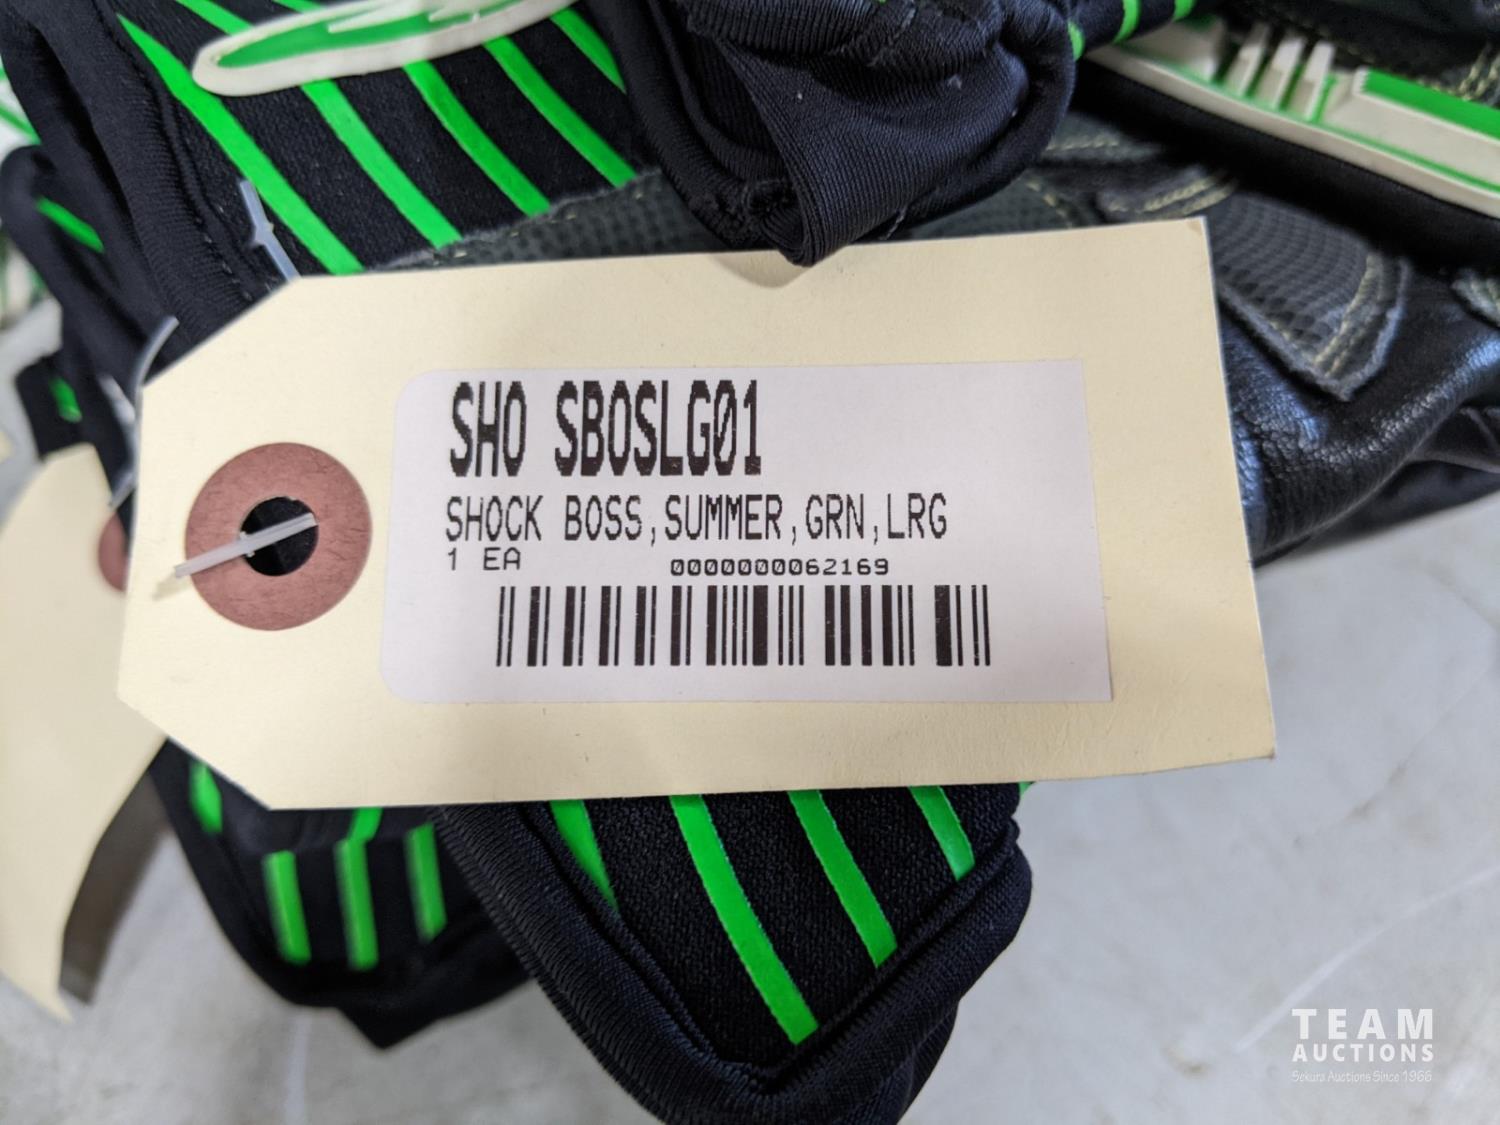 SHO SBOSLG01
SHOCK BOSS,SUMMER,GRN,LRG
1 EA 0000000062169
TEAM
AUCTIONS
Sekura Auctions Since 1966